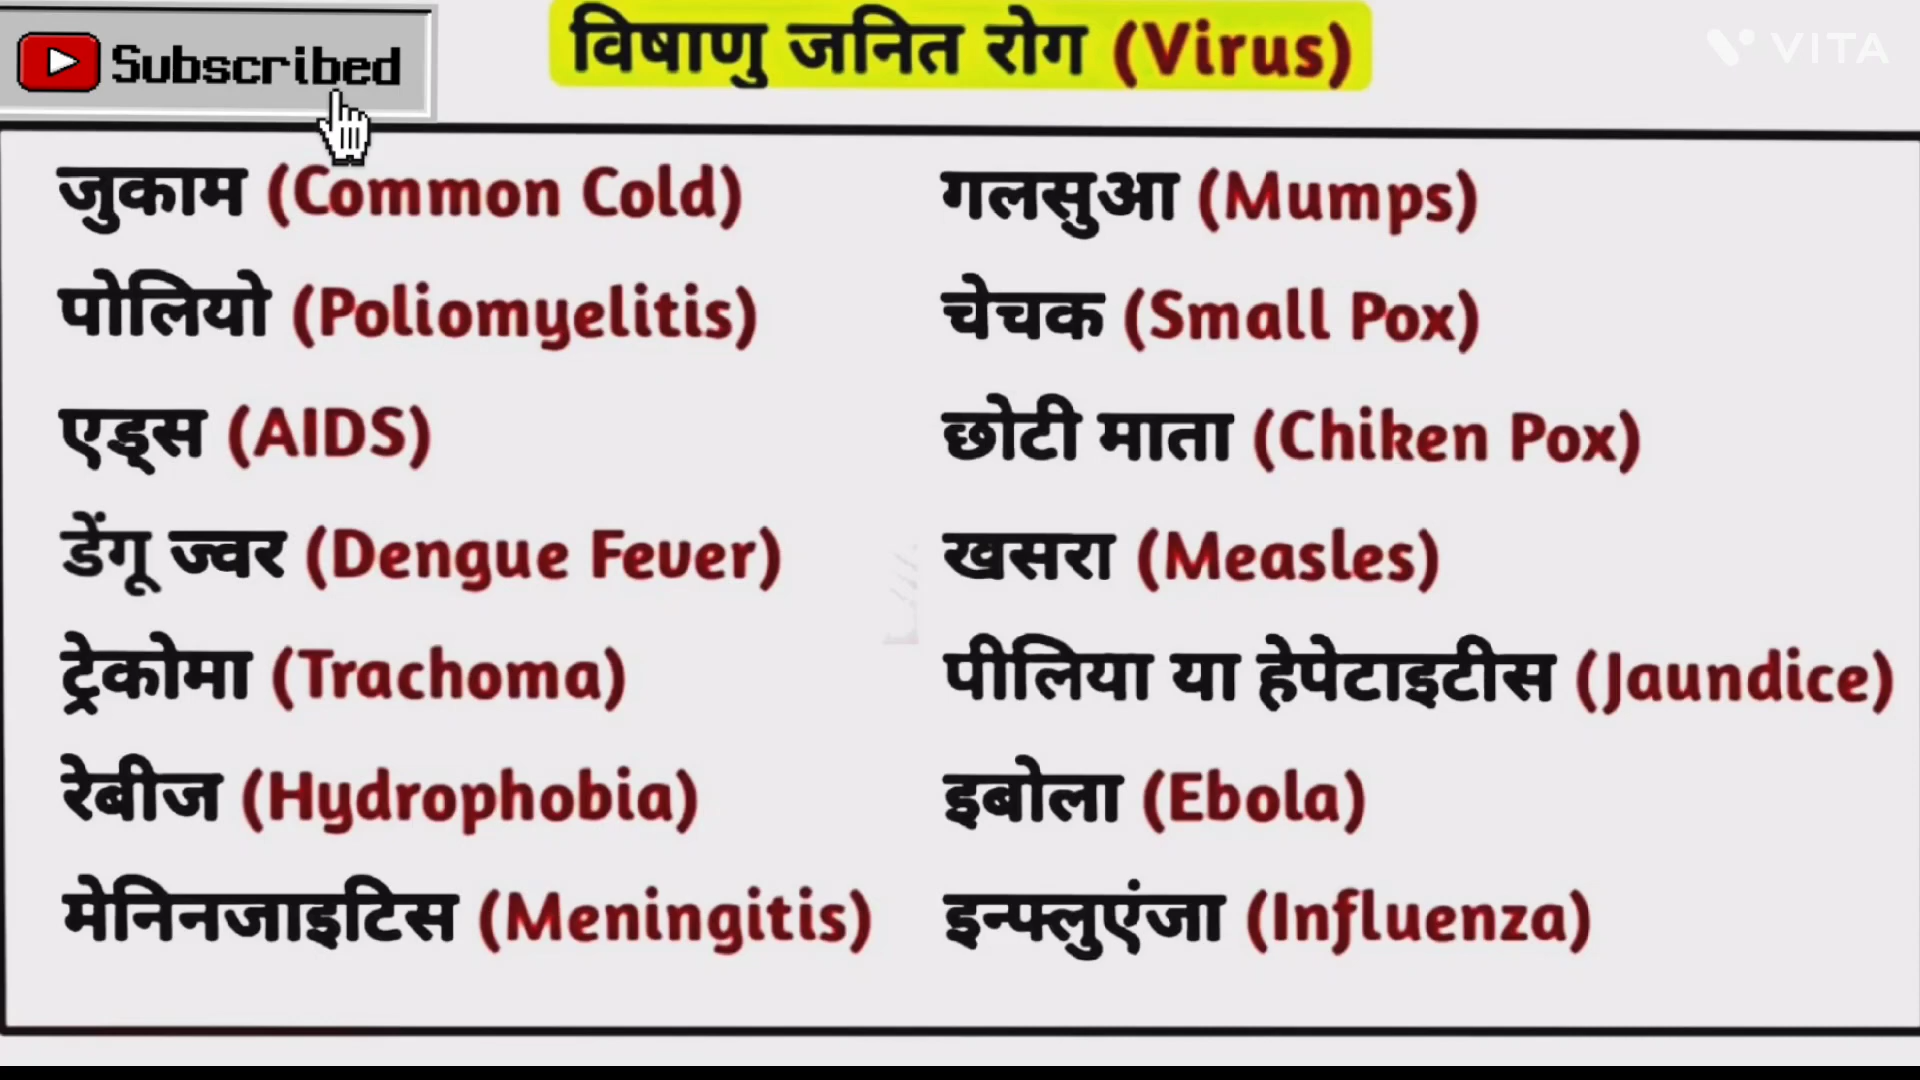 Subscribed
विषाणु जनित रोग (Virus)
VITA
जुकाम (Common Cold)
पोलियो (Poliomyelitis)
एड्स (AIDS)
डेंगू ज्वर (Dengue Fever)
ट्रेकोमा (Trachoma)
रेबीज (Hydrophobia)
मेनिनजाइटिस (Meningitis)
गलसुआ (Mumps)
चेचक (Small Pox)
छोटी माता (Chiken Pox)
खसरा (Measles)
पीलिया या हेपेटाइटीस (Jaundice)
इबोला (Ebola)
इन्फ्लुएंजा (Influenza)